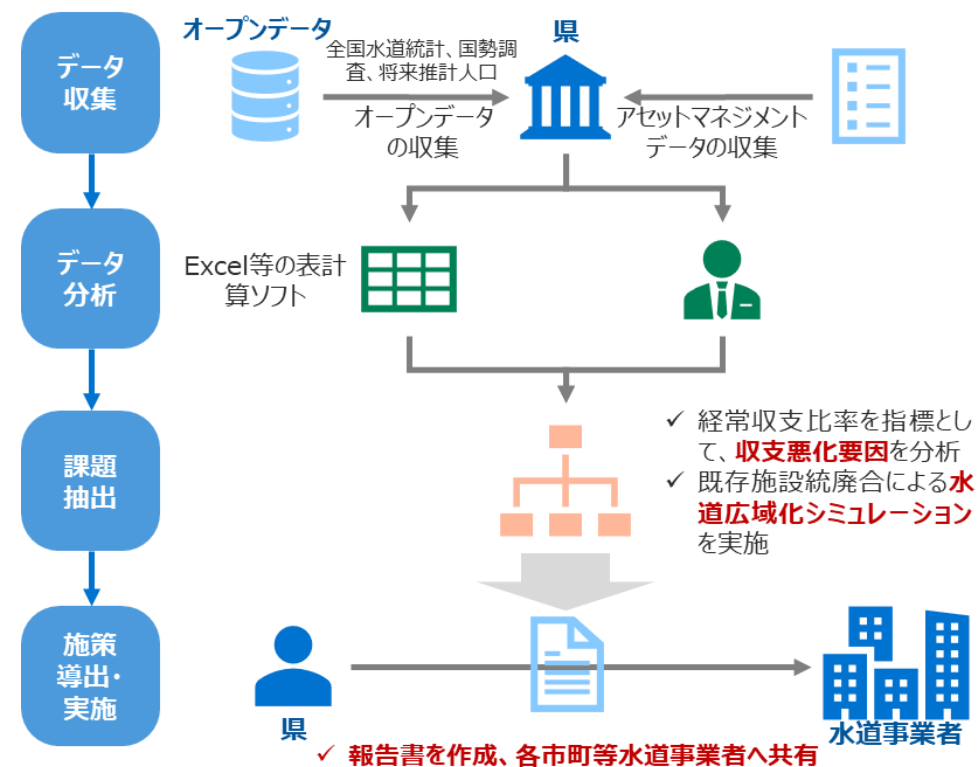 データ
収集
オープンデータ
全国水道統計、国勢調
査、将来推計人口
オープンデータ
の収集
県
アセットマネジメント
データの収集
データ
分析
Excel等の表計
算ソフト
課題
抽出
✓ 経常収支比率を指標とし
て、収支悪化要因を分析
✓ 既存施設統廃合による水
道広域化シミュレーション
を実施
施策
導出・
実施
県
水道事業者
✓ 報告書を作成、各市町等水道事業者へ共有